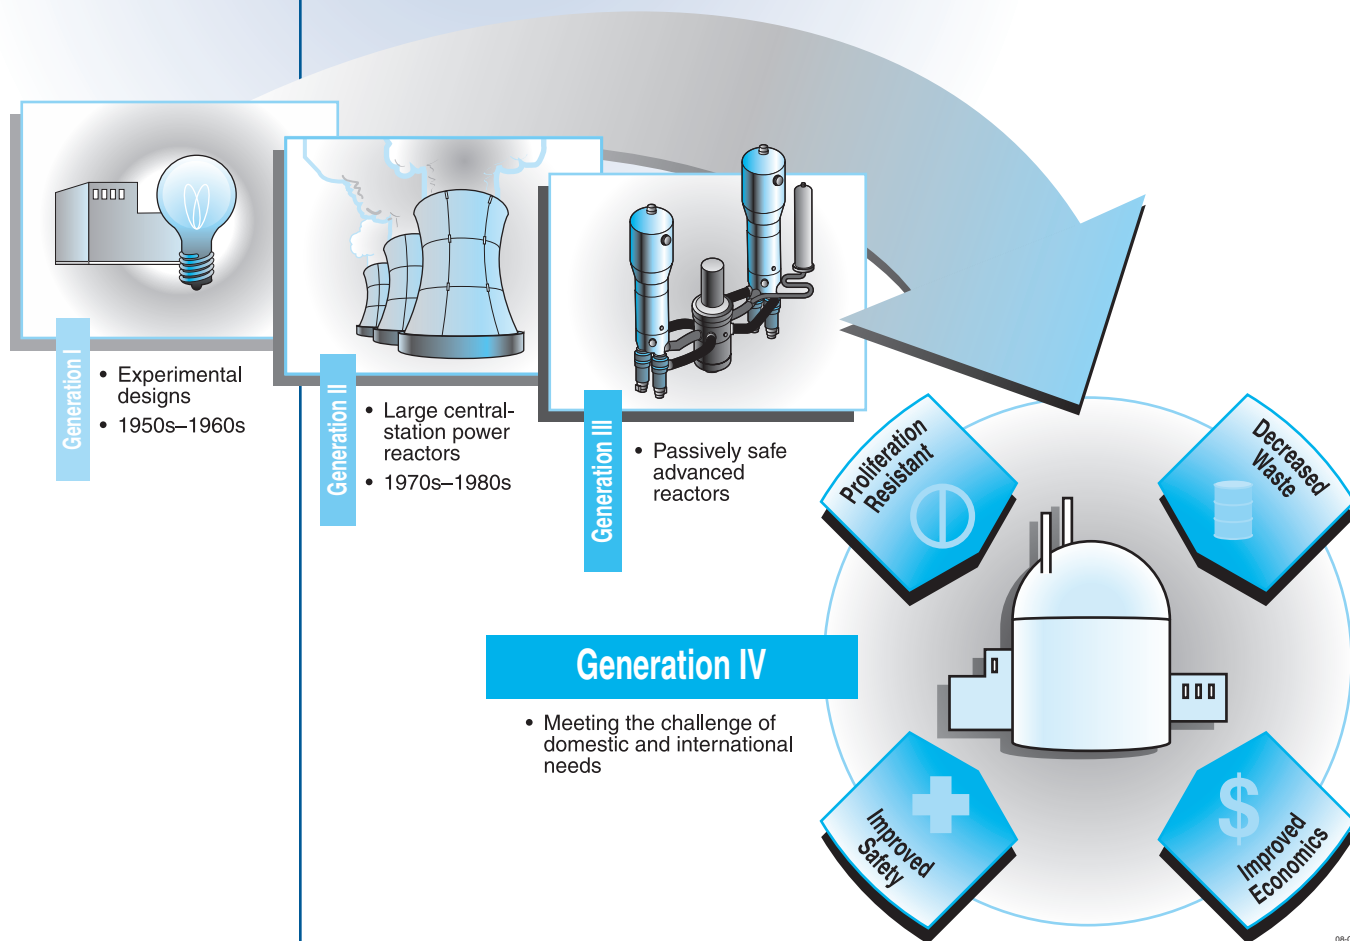 Generation I
• Experimental
designs
• 1950s–1960s
Generation II
• Large central-
station power
reactors
• 1970s–1980s
Generation III
• Passively safe
advanced
reactors
Generation IV
• Meeting the challenge of
domestic and international
needs
Proliferation
Resistant
Decreased
Waste
Improved
Safety
$
Improved
Economics